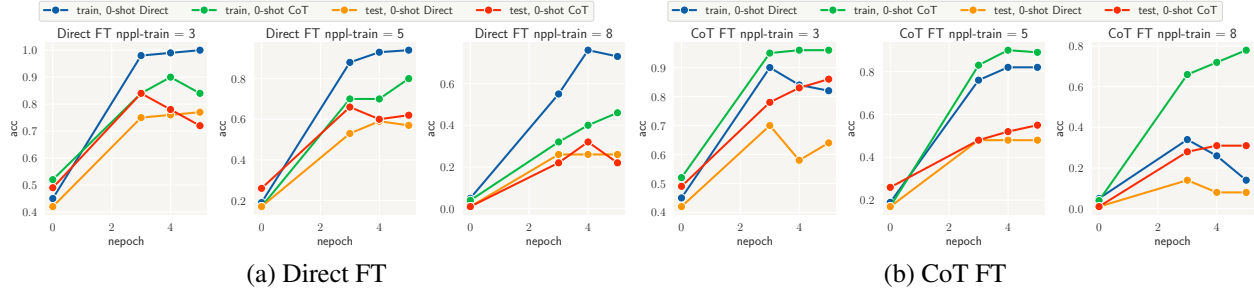 train, 0-shot Direct train, 0-shot CoT test, 0-shot Direct test, 0-shot CoT
Direct FT nppl-train = 3
1.0
0.9
0.8
0.7
0.6
0.5
0.4
acc
0 2 4
nepoch
Direct FT nppl-train = 5
0.8
0.6
0.4
0.2
acc
0 2 4
nepoch
Direct FT nppl-train = 8
0.6
0.4
0.2
0.0
acc
0 2 4
nepoch
(a) Direct FT
train, 0-shot Direct train, 0-shot CoT test, 0-shot Direct test, 0-shot CoT
CoT FT nppl-train = 3
0.9
0.8
0.7
0.6
0.5
0.4
acc
0 2 4
nepoch
CoT FT nppl-train = 5
0.8
0.6
0.4
0.2
acc
0 2 4
nepoch
CoT FT nppl-train = 8
0.8
0.6
0.4
0.2
0.0
acc
0 2 4
nepoch
(b) CoT FT